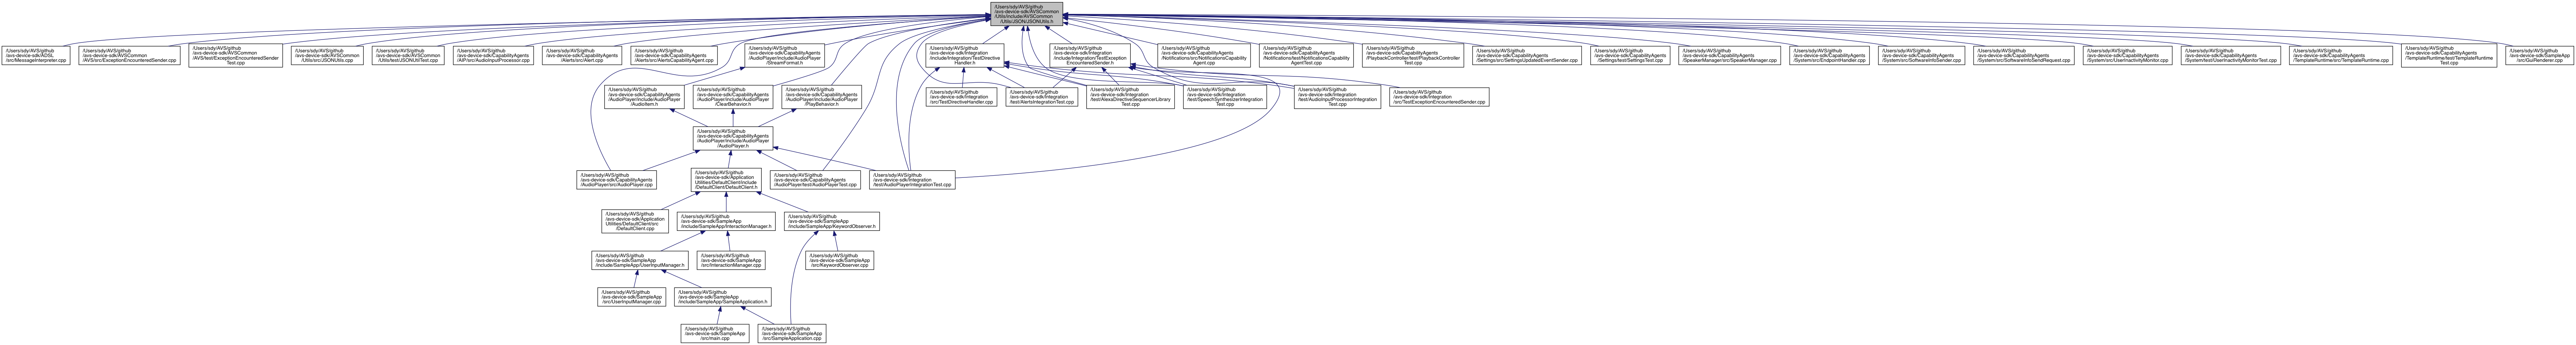 /Users/sdy/AVS/github
/avs-device-sdk/AVSCommon
/Utils/include/AVSCommon
/Utils/JSON/JSONUtils.h
/Users/sdy/AVS/github
/avs-device-sdk/ADSL
/src/MessageInterpreter.cpp
/Users/sdy/AVS/github
/avs-device-sdk/AVSCommon
/AVS/src/ExceptionEncounteredSender.cpp
/Users/sdy/AVS/github
/avs-device-sdk/AVSCommon
/AVS/test/ExceptionEncounteredSender
Test.cpp
/Users/sdy/AVS/github
/avs-device-sdk/AVSCommon
/Utils/src/JSONUtils.cpp
/Users/sdy/AVS/github
/avs-device-sdk/AVSCommon
/Utils/test/JSONUtilTest.cpp
/Users/sdy/AVS/github
/avs-device-sdk/CapabilityAgents
/AIP/src/AudioInputProcessor.cpp
/Users/sdy/AVS/github
/avs-device-sdk/CapabilityAgents
/Alerts/src/Alert.cpp
/Users/sdy/AVS/github
/avs-device-sdk/CapabilityAgents
/Alerts/src/AlertsCapabilityAgent.cpp
/Users/sdy/AVS/github
/avs-device-sdk/CapabilityAgents
/AudioPlayer/include/AudioPlayer
/StreamFormat.h
/Users/sdy/AVS/github
/avs-device-sdk/Integration
/include/Integration/TestDirective
Handler.h
/Users/sdy/AVS/github
/avs-device-sdk/Integration
/include/Integration/TestException
EncounteredSender.h
/Users/sdy/AVS/github
/avs-device-sdk/CapabilityAgents
/Notifications/src/NotificationsCapability
Agent.cpp
/Users/sdy/AVS/github
/avs-device-sdk/CapabilityAgents
/Notifications/test/NotificationsCapability
AgentTest.cpp
/Users/sdy/AVS/github
/avs-device-sdk/CapabilityAgents
/PlaybackController/test/PlaybackController
Test.cpp
/Users/sdy/AVS/github
/avs-device-sdk/CapabilityAgents
/Settings/src/SettingsUpdatedEventSender.cpp
/Users/sdy/AVS/github
/avs-device-sdk/CapabilityAgents
/Settings/test/SettingsTest.cpp
/Users/sdy/AVS/github
/avs-device-sdk/CapabilityAgents
/SpeakerManager/src/SpeakerManager.cpp
/Users/sdy/AVS/github
/avs-device-sdk/CapabilityAgents
/System/src/EndpointHandler.cpp
/Users/sdy/AVS/github
/avs-device-sdk/CapabilityAgents
/System/src/SoftwareInfoSender.cpp
/Users/sdy/AVS/github
/avs-device-sdk/CapabilityAgents
/System/src/SoftwareInfoSendRequest.cpp
/Users/sdy/AVS/github
/avs-device-sdk/CapabilityAgents
/System/src/UserInactivityMonitor.cpp
/Users/sdy/AVS/github
/avs-device-sdk/CapabilityAgents
/System/test/UserInactivityMonitorTest.cpp
/Users/sdy/AVS/github
/avs-device-sdk/CapabilityAgents
/TemplateRuntime/src/TemplateRuntime.cpp
/Users/sdy/AVS/github
/avs-device-sdk/CapabilityAgents
/TemplateRuntime/test/TemplateRuntime
Test.cpp
/Users/sdy/AVS/github
/avs-device-sdk/SampleApp
/src/GuiRenderer.cpp
/Users/sdy/AVS/github
/avs-device-sdk/CapabilityAgents
/AudioPlayer/include/AudioPlayer
/AudioItem.h
/Users/sdy/AVS/github
/avs-device-sdk/CapabilityAgents
/AudioPlayer/include/AudioPlayer
/ClearBehavior.h
/Users/sdy/AVS/github
/avs-device-sdk/CapabilityAgents
/AudioPlayer/include/AudioPlayer
/PlayBehavior.h
/Users/sdy/AVS/github
/avs-device-sdk/Integration
/src/TestDirectiveHandler.cpp
/Users/sdy/AVS/github
/avs-device-sdk/Integration
/test/AlertsIntegrationTest.cpp
/Users/sdy/AVS/github
/avs-device-sdk/Integration
/test/AlexaDirectiveSequencerLibrary
Test.cpp
/Users/sdy/AVS/github
/avs-device-sdk/Integration
/test/SpeechSynthesizerIntegration
Test.cpp
/Users/sdy/AVS/github
/avs-device-sdk/Integration
/test/AudioInputProcessorIntegration
Test.cpp
/Users/sdy/AVS/github
/avs-device-sdk/Integration
/src/TestExceptionEncounteredSender.cpp
/Users/sdy/AVS/github
/avs-device-sdk/CapabilityAgents
/AudioPlayer/include/AudioPlayer
/AudioPlayer.h
/Users/sdy/AVS/github
/avs-device-sdk/CapabilityAgents
/AudioPlayer/src/AudioPlayer.cpp
/Users/sdy/AVS/github
/avs-device-sdk/Application
Utilities/DefaultClient/include
/DefaultClient/DefaultClient.h
/Users/sdy/AVS/github
/avs-device-sdk/CapabilityAgents
/AudioPlayer/test/AudioPlayerTest.cpp
/Users/sdy/AVS/github
/avs-device-sdk/Integration
/test/AudioPlayerIntegrationTest.cpp
/Users/sdy/AVS/github
/avs-device-sdk/Application
Utilities/DefaultClient/src
/DefaultClient.cpp
/Users/sdy/AVS/github
/avs-device-sdk/SampleApp
/include/SampleApp/InteractionManager.h
/Users/sdy/AVS/github
/avs-device-sdk/SampleApp
/include/SampleApp/KeywordObserver.h
/Users/sdy/AVS/github
/avs-device-sdk/SampleApp
/include/SampleApp/UserInputManager.h
/Users/sdy/AVS/github
/avs-device-sdk/SampleApp
/src/InteractionManager.cpp
/Users/sdy/AVS/github
/avs-device-sdk/SampleApp
/src/KeywordObserver.cpp
/Users/sdy/AVS/github
/avs-device-sdk/SampleApp
/src/UserInputManager.cpp
/Users/sdy/AVS/github
/avs-device-sdk/SampleApp
/include/SampleApp/SampleApplication.h
/Users/sdy/AVS/github
/avs-device-sdk/SampleApp
/src/main.cpp
/Users/sdy/AVS/github
/avs-device-sdk/SampleApp
/src/SampleApplication.cpp